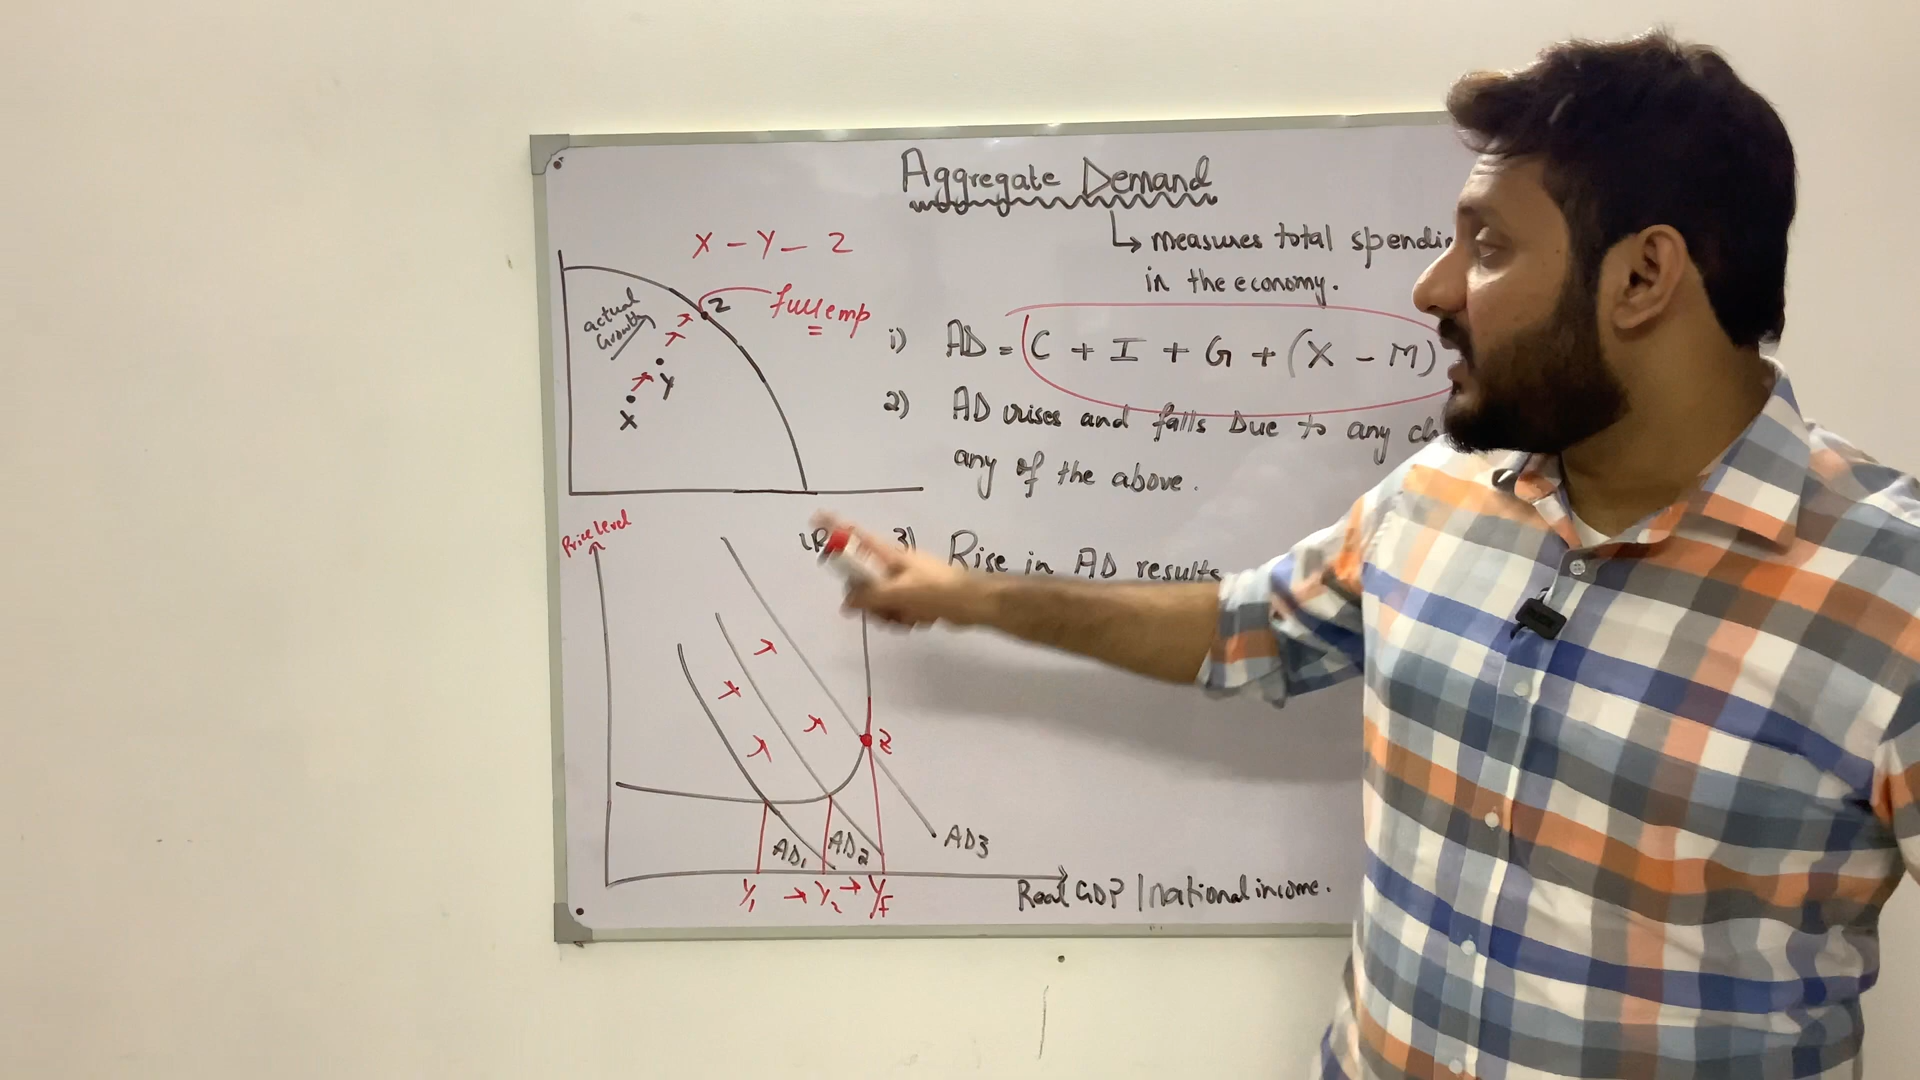 Aggregate Demand
↳ measures total spendin
in the economy.
X - Y - Z
full emp
Z
actual
Growth
Y
X
i) AD = C + I + G + (X - M)
2) AD rises and falls Due to any ch
any of the above.
3) Rise in AD results
Price level
Z
AD1
AD2
AD3
Y1 → Y2 → Yf
Real GDP / national income.